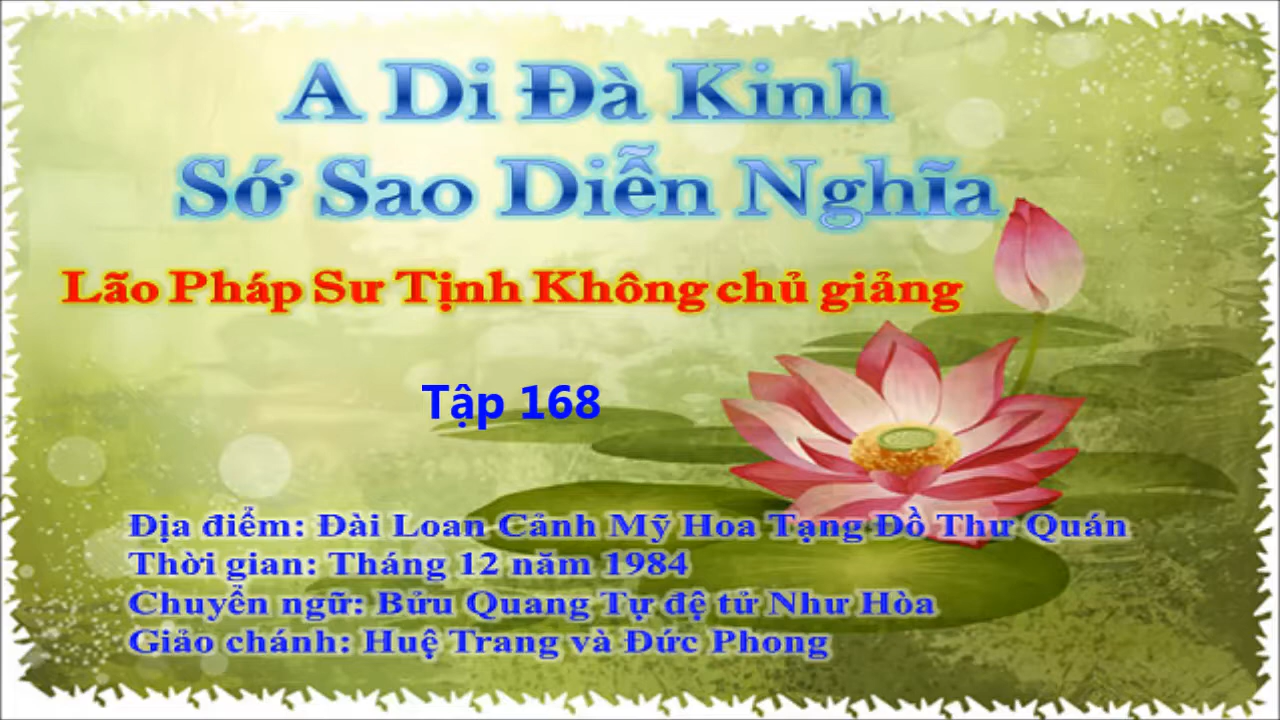 A Di Đà Kinh
Sớ Sao Diễn Nghĩa
Lão Pháp Sư Tịnh Không chủ giảng
Tập 168
Địa điểm: Đài Loan Cảnh Mỹ Hoa Tạng Đồ Thư Quán
Thời gian: Tháng 12 năm 1984
Chuyển ngữ: Bửu Quang Tự đệ tử Như Hòa
Giảo chánh: Huệ Trang và Đức Phong